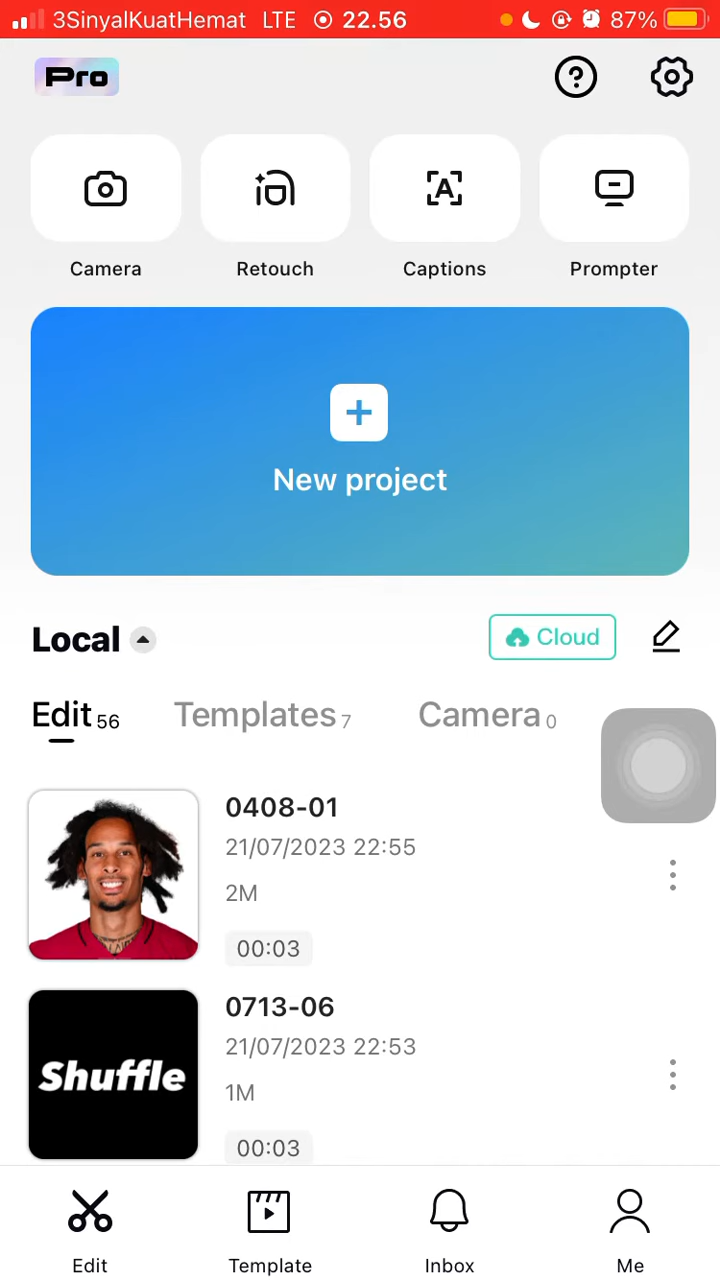 3SinyalKuatHemat LTE 22.56 87%
Pro
Camera Retouch Captions Prompter
New project
Local Cloud
Edit 56 Templates 7 Camera 0
0408-01
21/07/2023 22:55
2M
00:03
Shuffle
0713-06
21/07/2023 22:53
1M
00:03
Edit Template Inbox Me